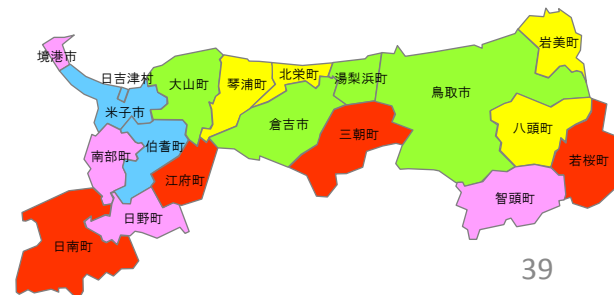 境港市
日吉津村
米子市
大山町
琴浦町
北栄町
湯梨浜町
鳥取市
岩美町
南部町
伯耆町
倉吉市
三朝町
八頭町
若桜町
江府町
智頭町
日野町
日南町
39